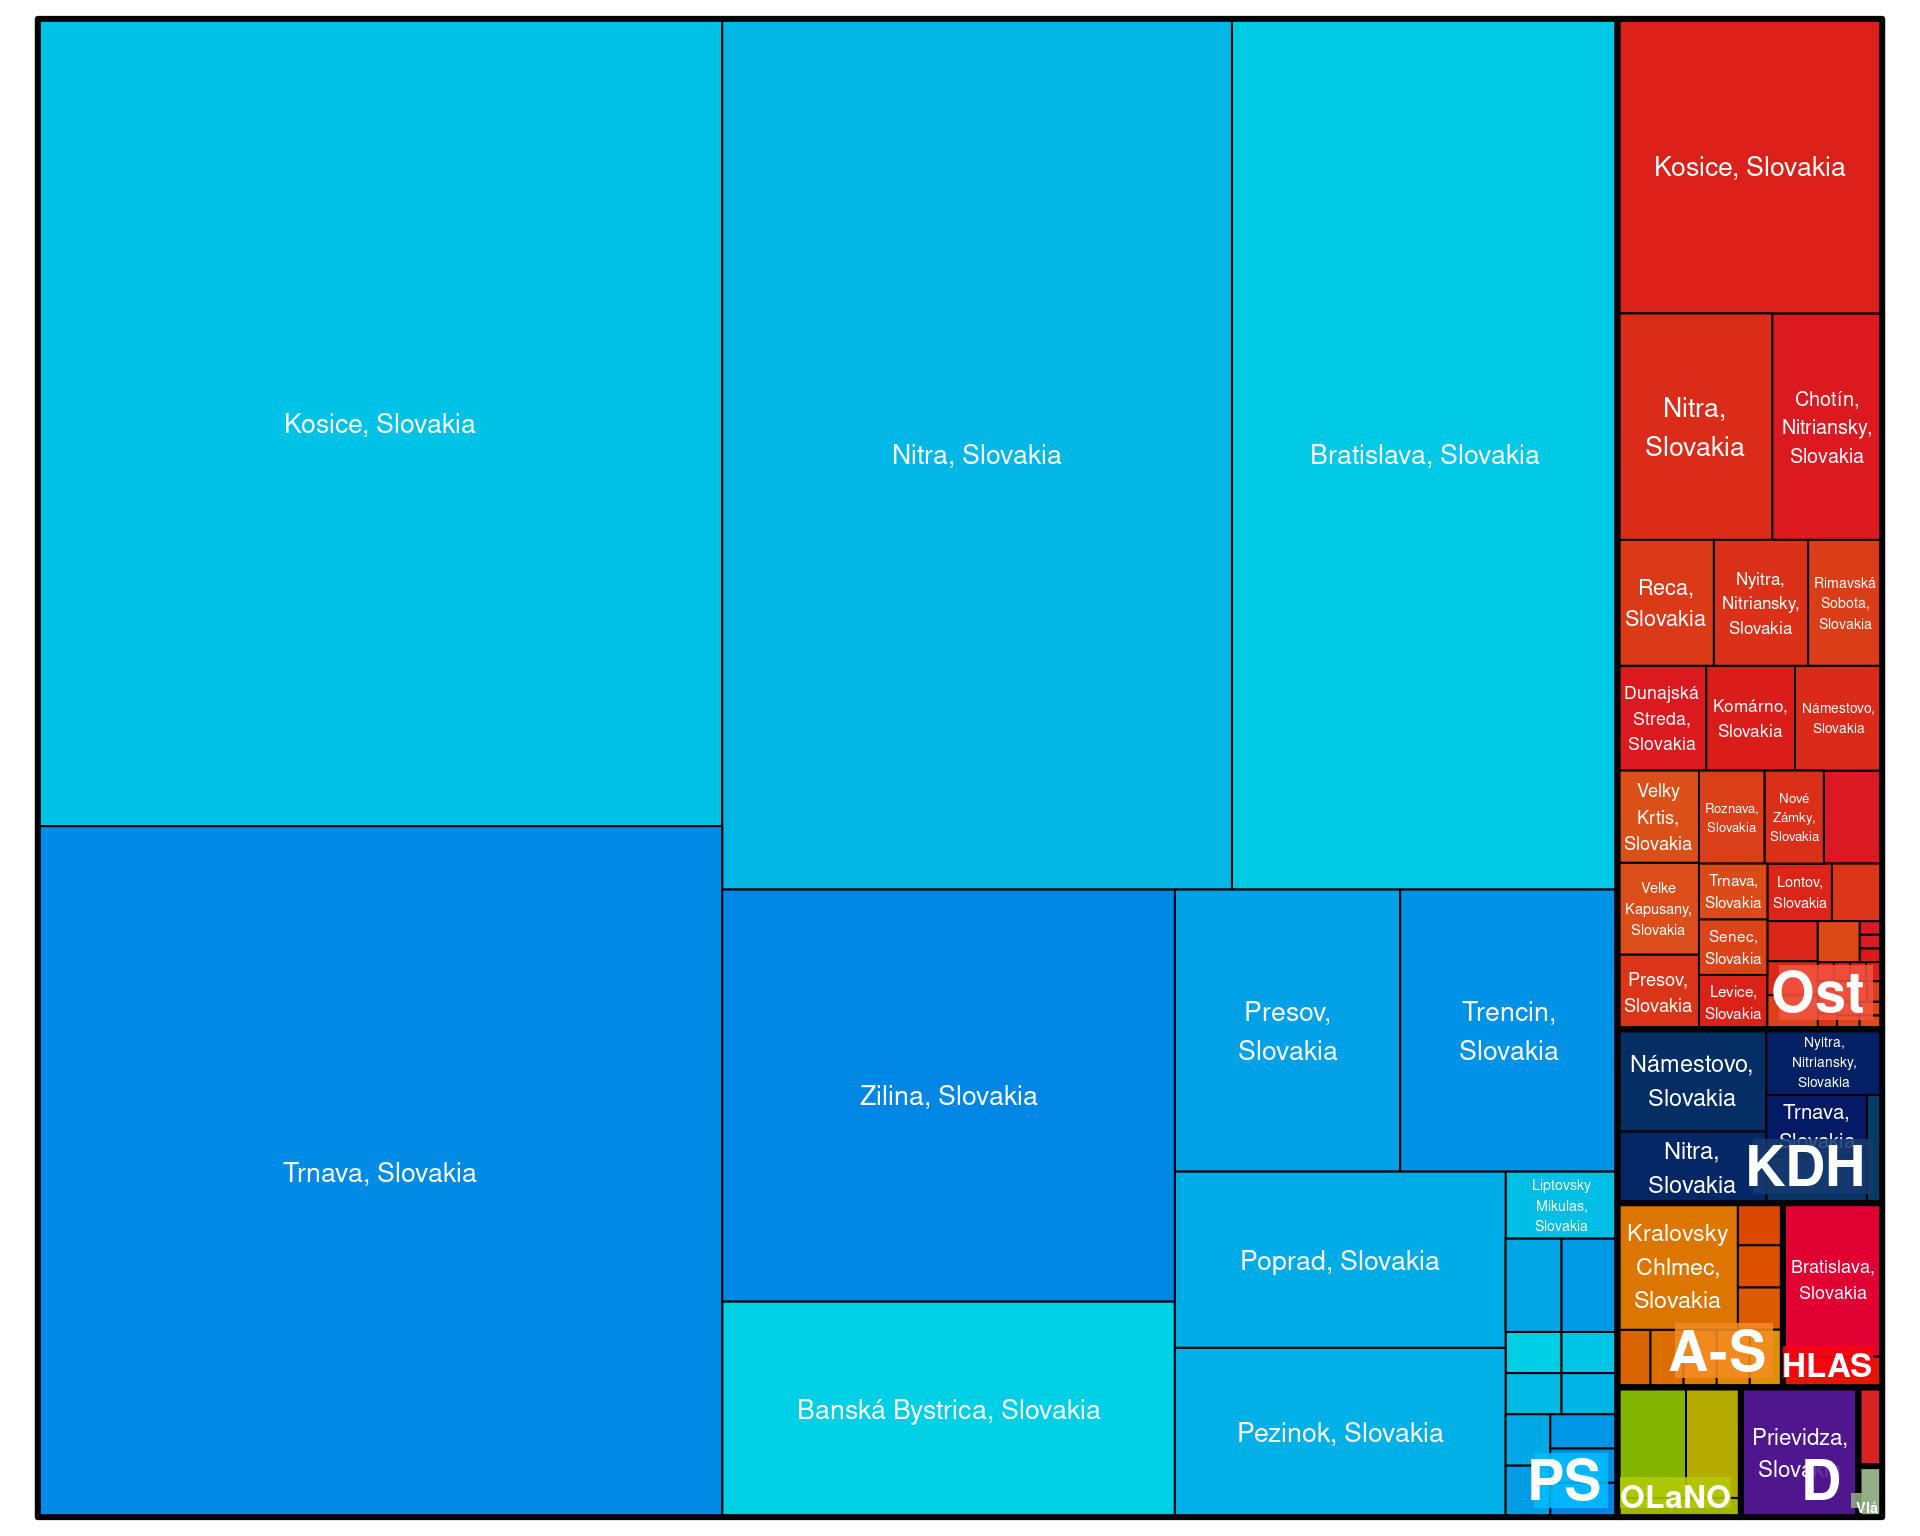 Kosice, Slovakia
Nitra, Slovakia
Bratislava, Slovakia
Trnava, Slovakia
Zilina, Slovakia
Presov,
Slovakia
Trencin,
Slovakia
Banská Bystrica, Slovakia
Poprad, Slovakia
Liptovsky
Mikulas,
Slovakia
Pezinok, Slovakia
PS
Kosice, Slovakia
Nitra,
Slovakia
Chotín,
Nitriansky,
Slovakia
Reca,
Slovakia
Nyitra,
Nitriansky,
Slovakia
Rimavská
Sobota,
Slovakia
Dunajská
Streda,
Slovakia
Komárno,
Slovakia
Námestovo,
Slovakia
Velky
Krtis,
Slovakia
Roznava,
Slovakia
Nové
Zámky,
Slovakia
Velke
Kapusany,
Slovakia
Trnava,
Slovakia
Lontov,
Slovakia
Senec,
Slovakia
Presov,
Slovakia
Levice,
Slovakia
Ost
Námestovo,
Slovakia
Nyitra,
Nitriansky,
Slovakia
Trnava,
Slovakia
Nitra,
Slovakia
KDH
Kralovsky
Chlmec,
Slovakia
A-S
Bratislava,
Slovakia
HLAS
OLaNO
Prievidza,
Slovakia
D
Vlá